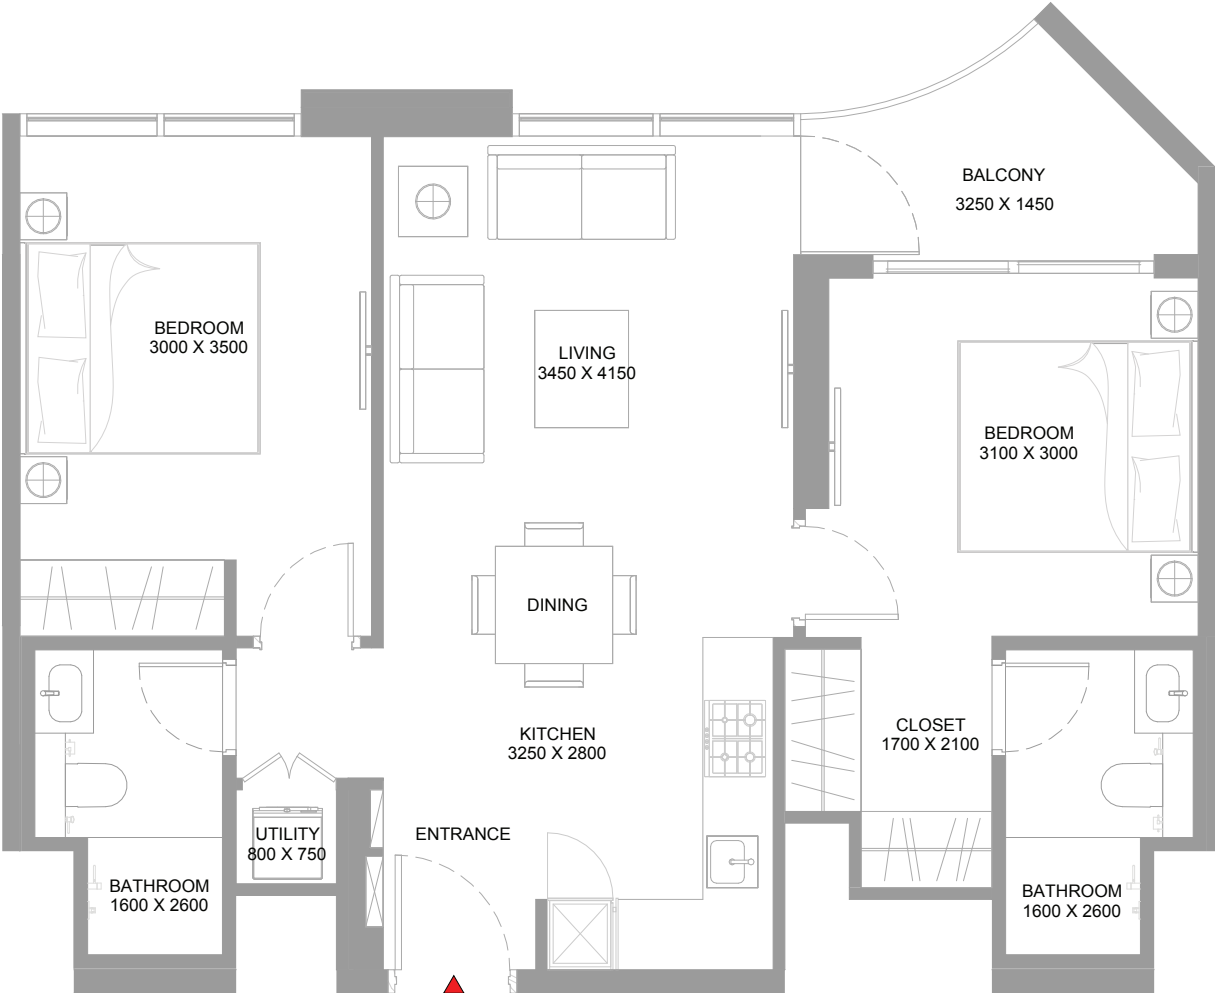 BALCONY
3250 X 1450
BEDROOM
3000 X 3500
LIVING
3450 X 4150
BEDROOM
3100 X 3000
DINING
KITCHEN
3250 X 2800
CLOSET
1700 X 2100
UTILITY
800 X 750
ENTRANCE
BATHROOM
1600 X 2600
BATHROOM
1600 X 2600